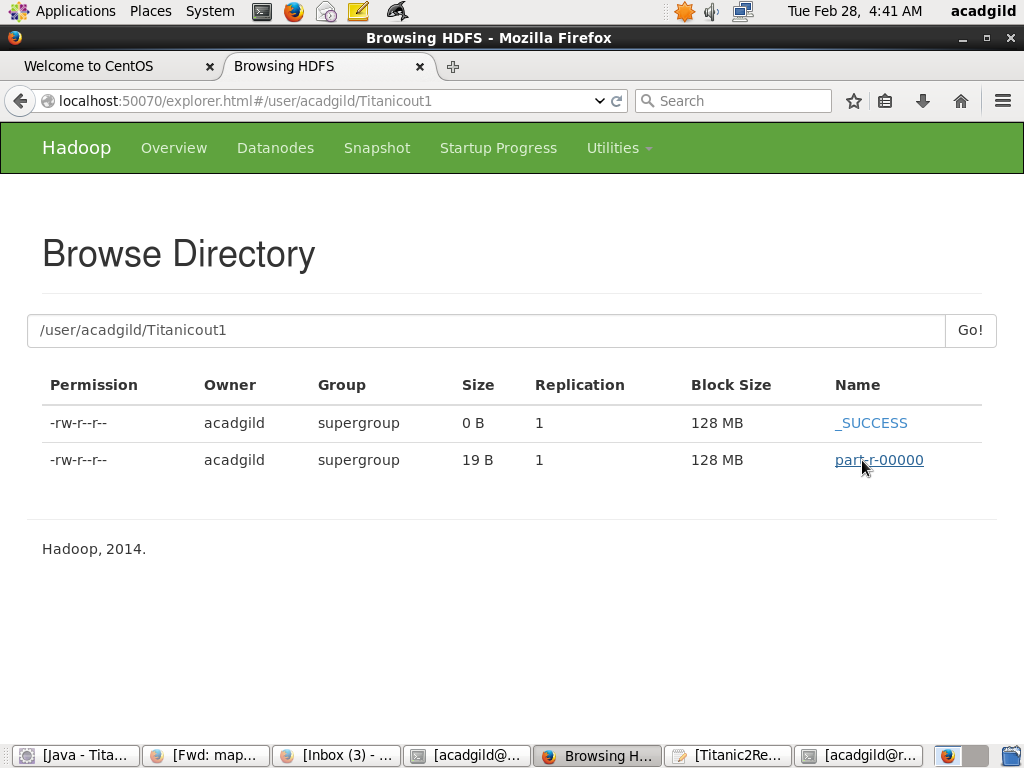 Applications Places System Tue Feb 28, 4:41 AM acadgild
Browsing HDFS - Mozilla Firefox
Welcome to CentOS Browsing HDFS
localhost:50070/explorer.html#/user/acadgild/Titanicout1 Search
Hadoop Overview Datanodes Snapshot Startup Progress Utilities
Browse Directory
/user/acadgild/Titanicout1 Go!
Permission Owner Group Size Replication Block Size Name
-rw-r--r-- acadgild supergroup 0 B 1 128 MB _SUCCESS
-rw-r--r-- acadgild supergroup 19 B 1 128 MB part-r-00000
Hadoop, 2014.
[Java - Tita... [Fwd: map... [Inbox (3) - ... [acadgild@... Browsing H... [Titanic2Re... [acadgild@r...